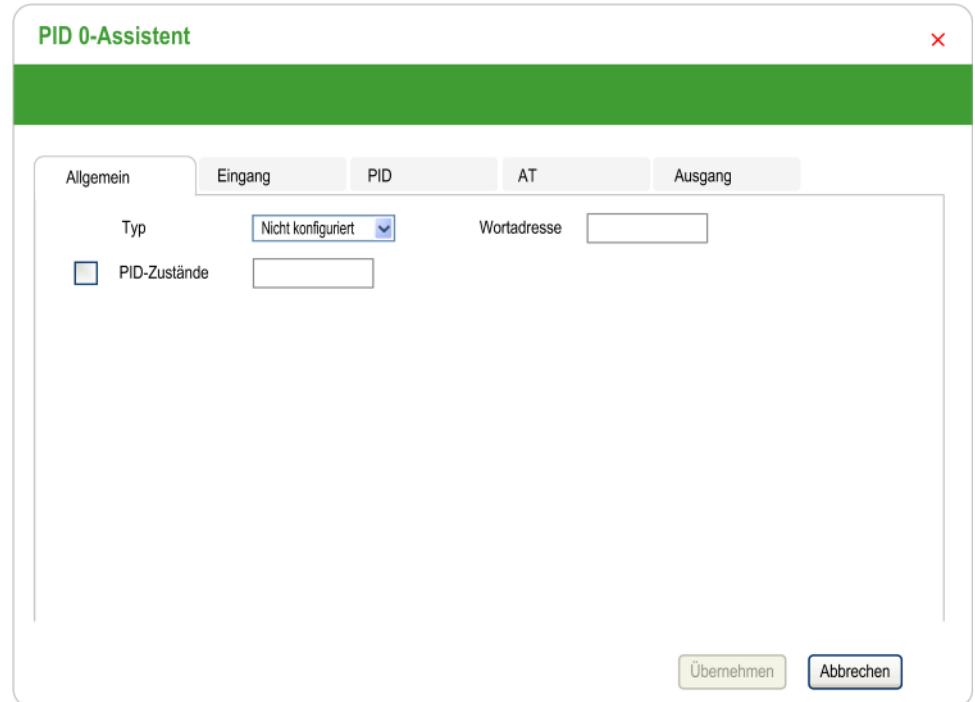 PID 0-Assistent
Allgemein Eingang PID AT Ausgang
Typ Nicht konfiguriert Wortadresse
PID-Zustände
Übernehmen Abbrechen